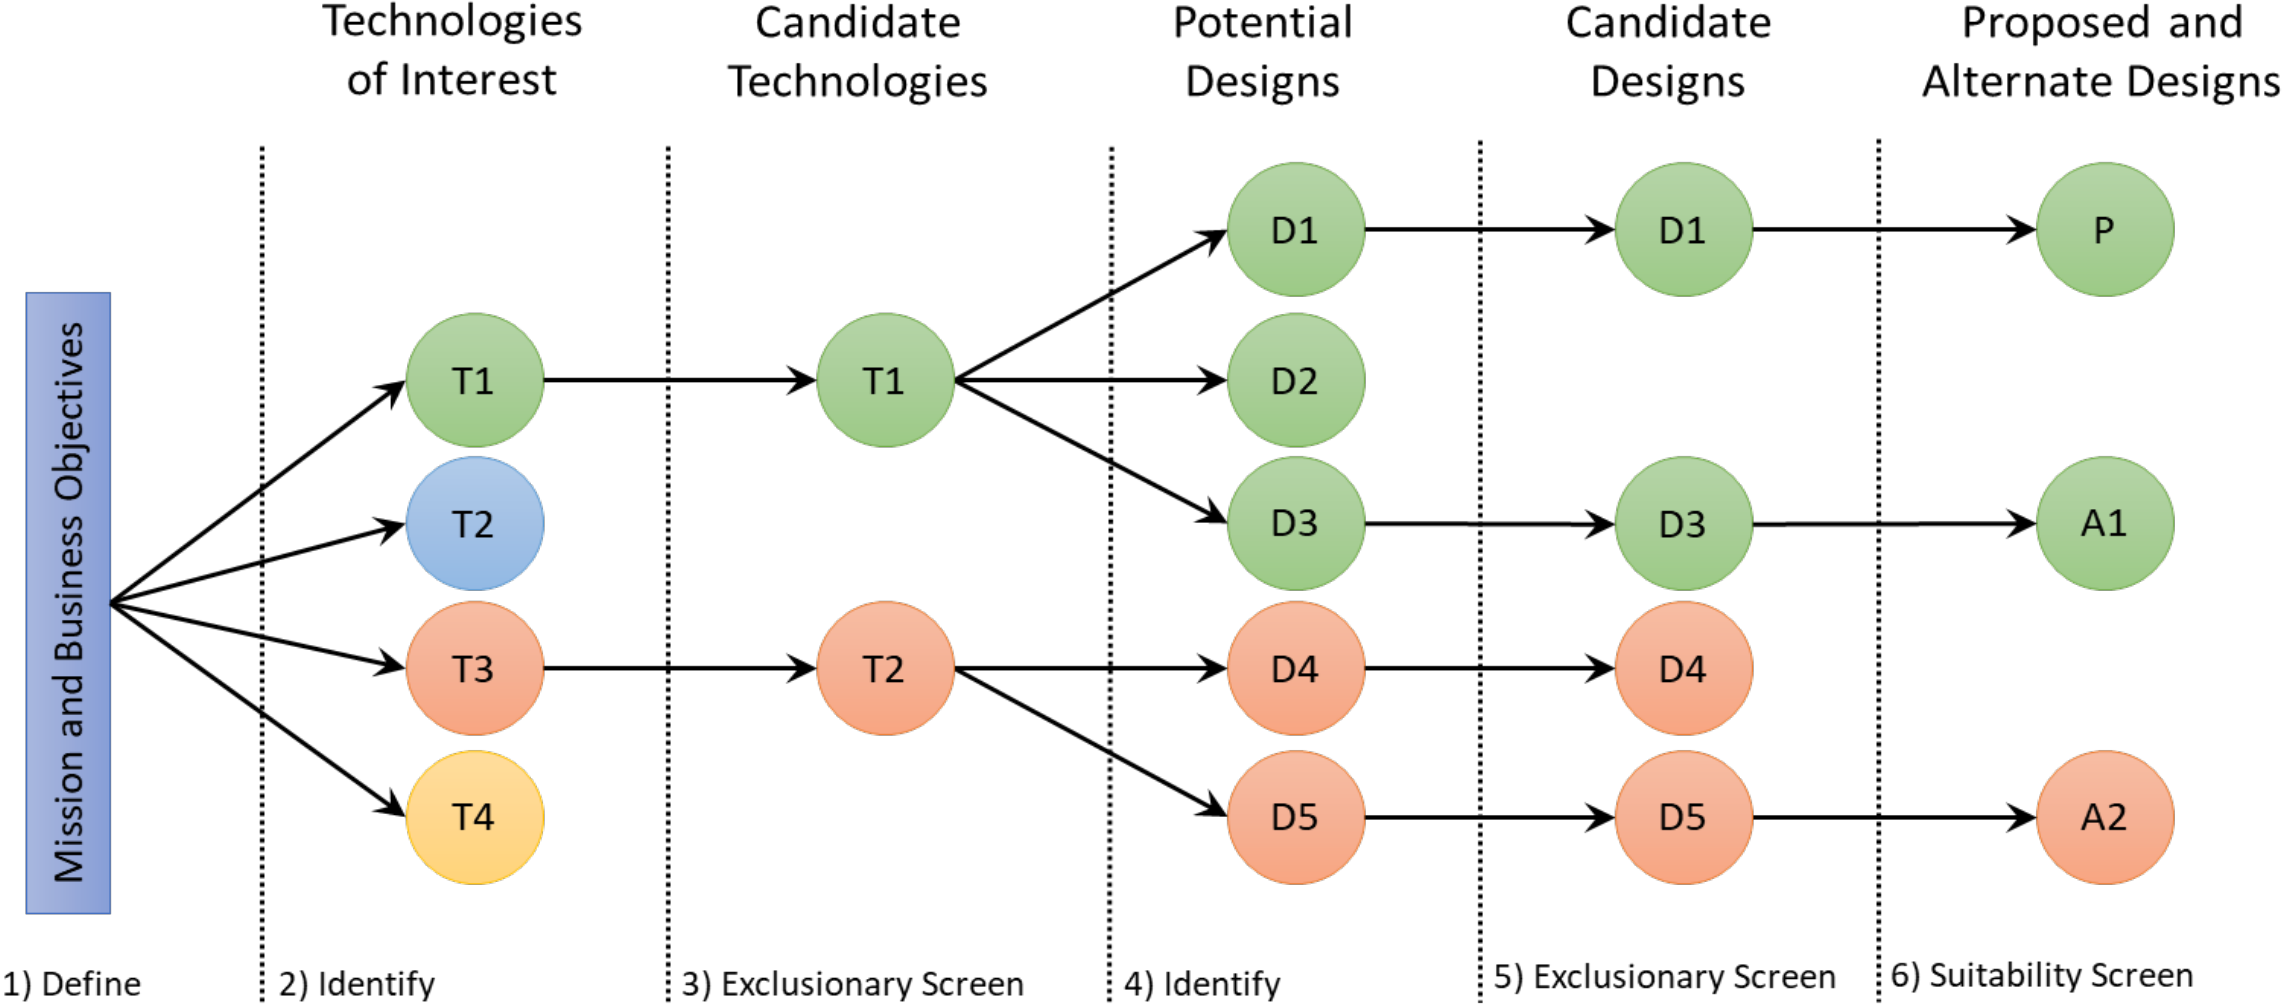 Technologies
of Interest
Candidate
Technologies
Potential
Designs
Candidate
Designs
Proposed and
Alternate Designs
Mission and Business Objectives
T1
T2
T3
T4
T1
T2
D1
D2
D3
D4
D5
D1
D3
D4
D5
P
A1
A2
1) Define
2) Identify
3) Exclusionary Screen
4) Identify
5) Exclusionary Screen
6) Suitability Screen